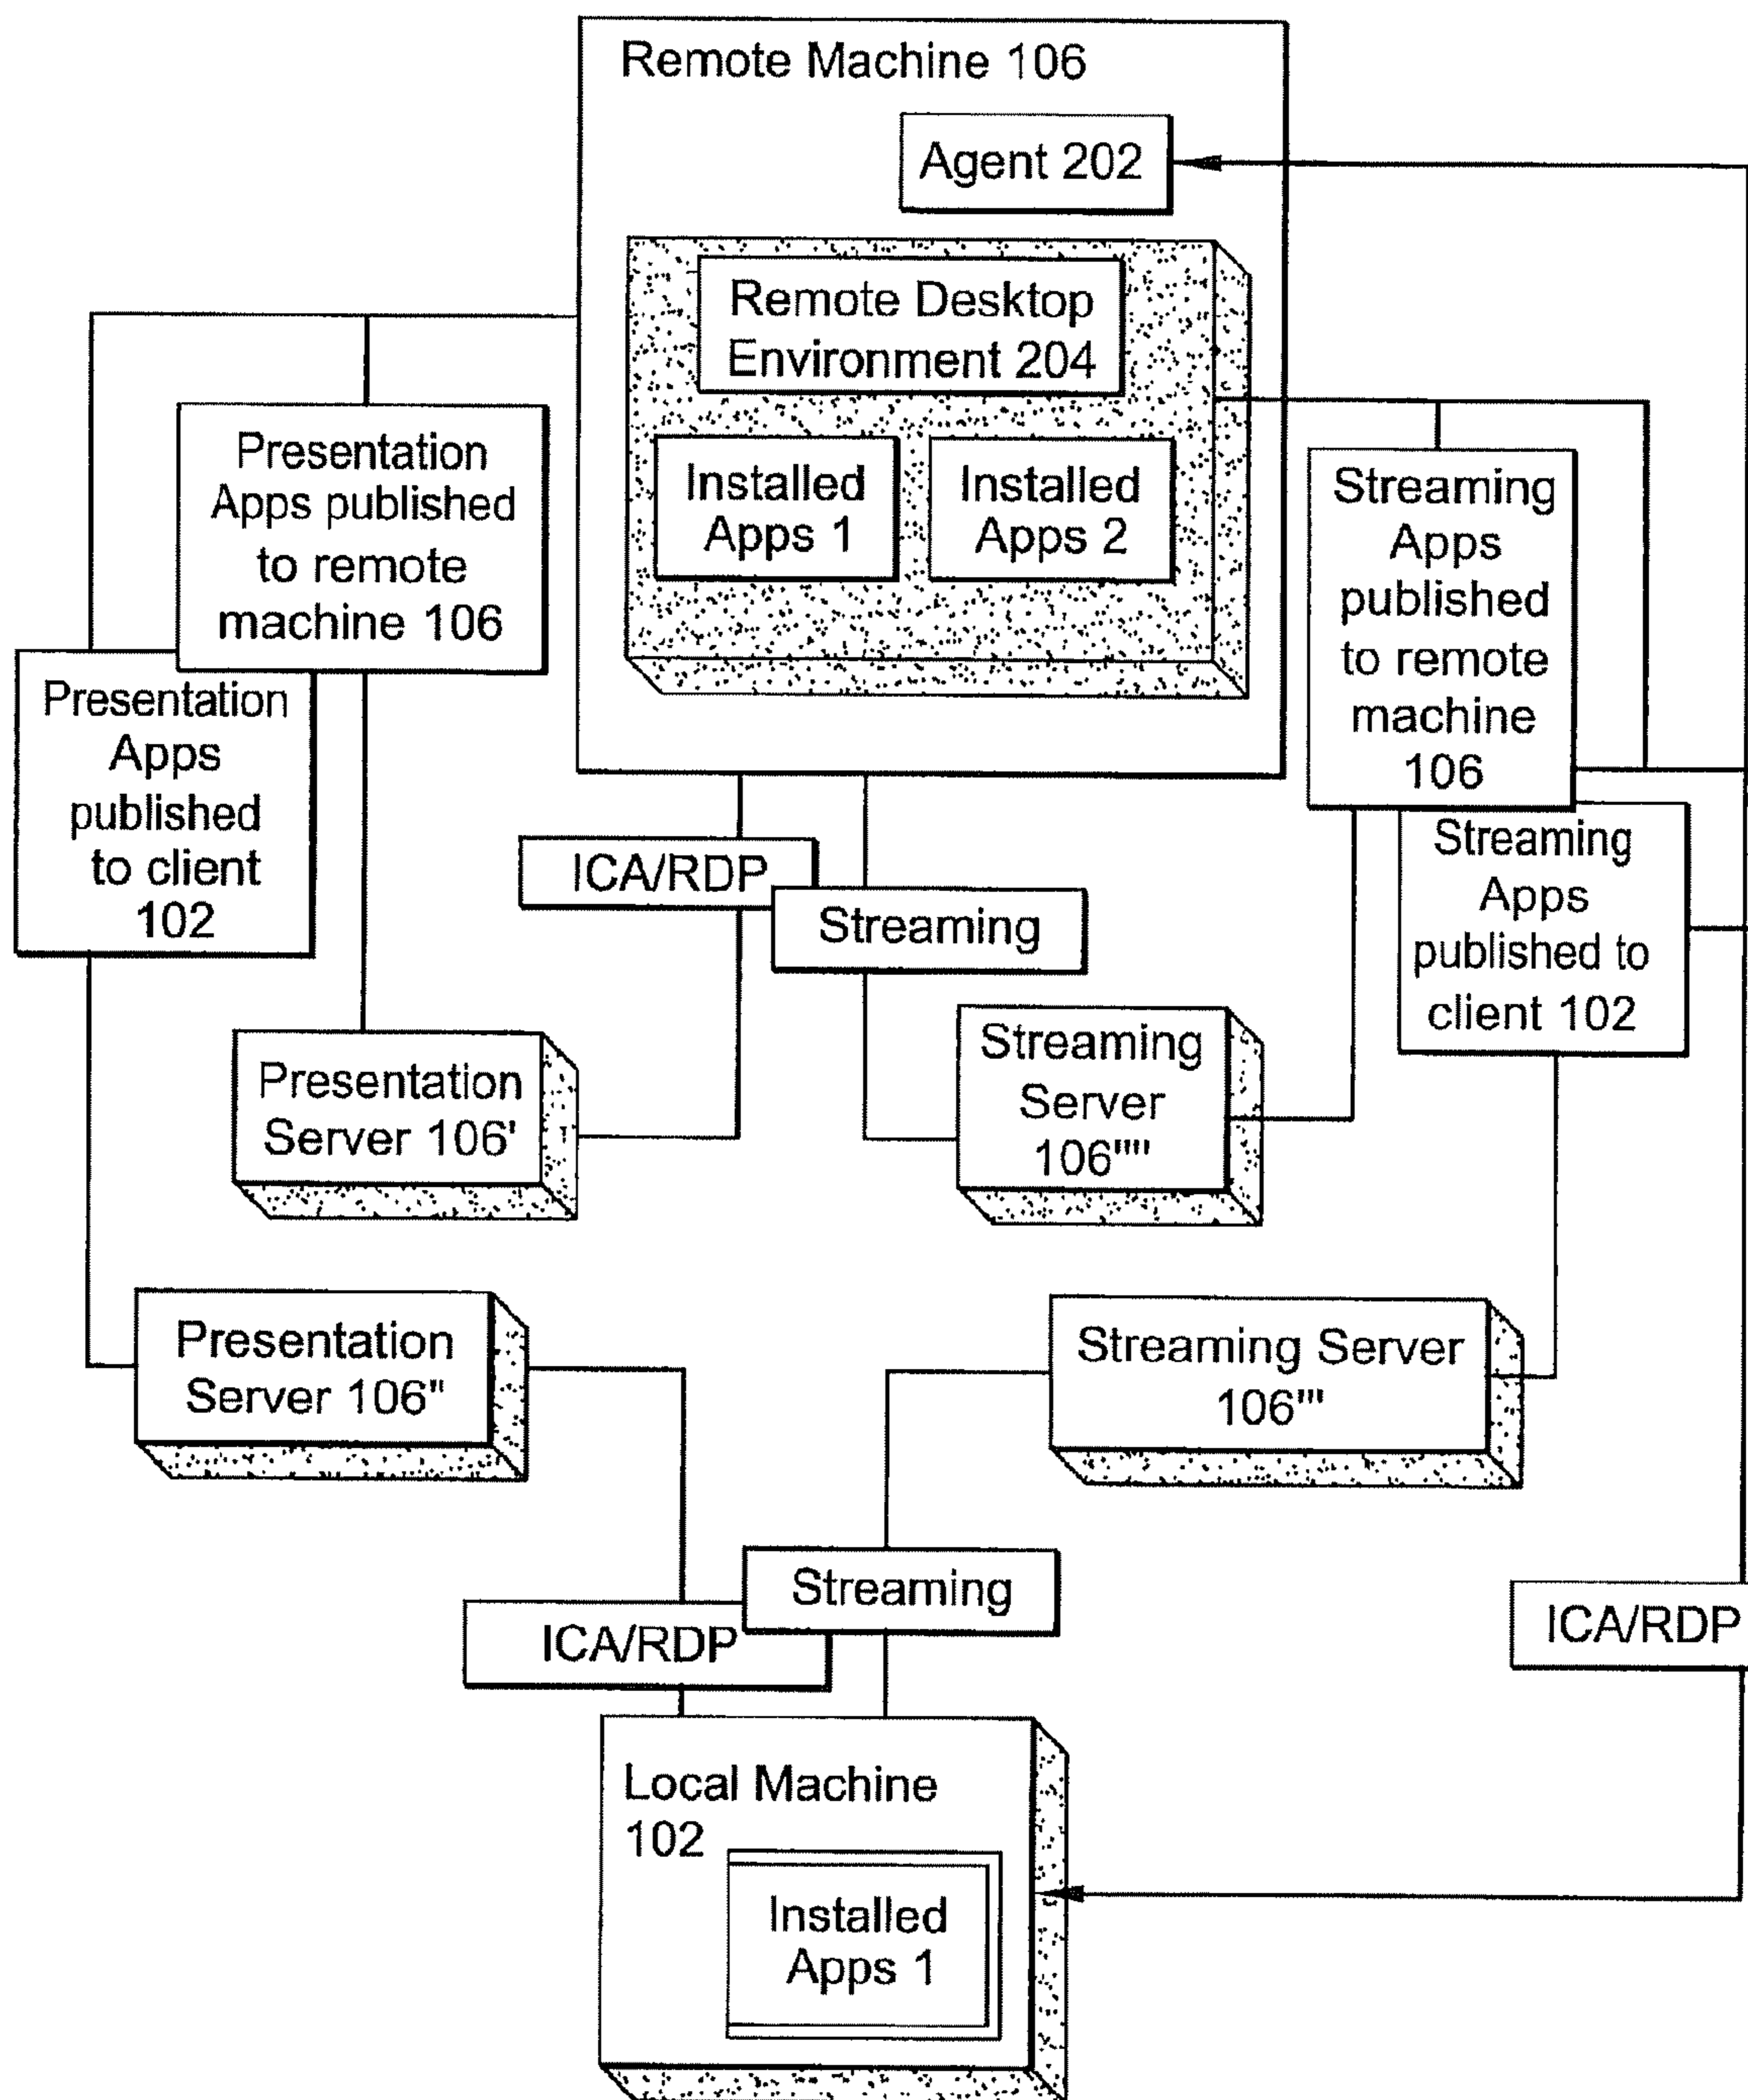 Remote Machine 106
Agent 202
Remote Desktop
Environment 204
Installed
Apps 1
Installed
Apps 2
Presentation
Apps published
to remote
machine 106
Presentation
Apps
published
to client
102
Streaming
Apps
published
to remote
machine
106
Streaming
Apps
published to
client 102
ICA/RDP
Streaming
Presentation
Server 106'
Streaming
Server
106''''
Presentation
Server 106"
Streaming Server
106'''
Streaming
ICA/RDP
ICA/RDP
Local Machine
102
Installed
Apps 1